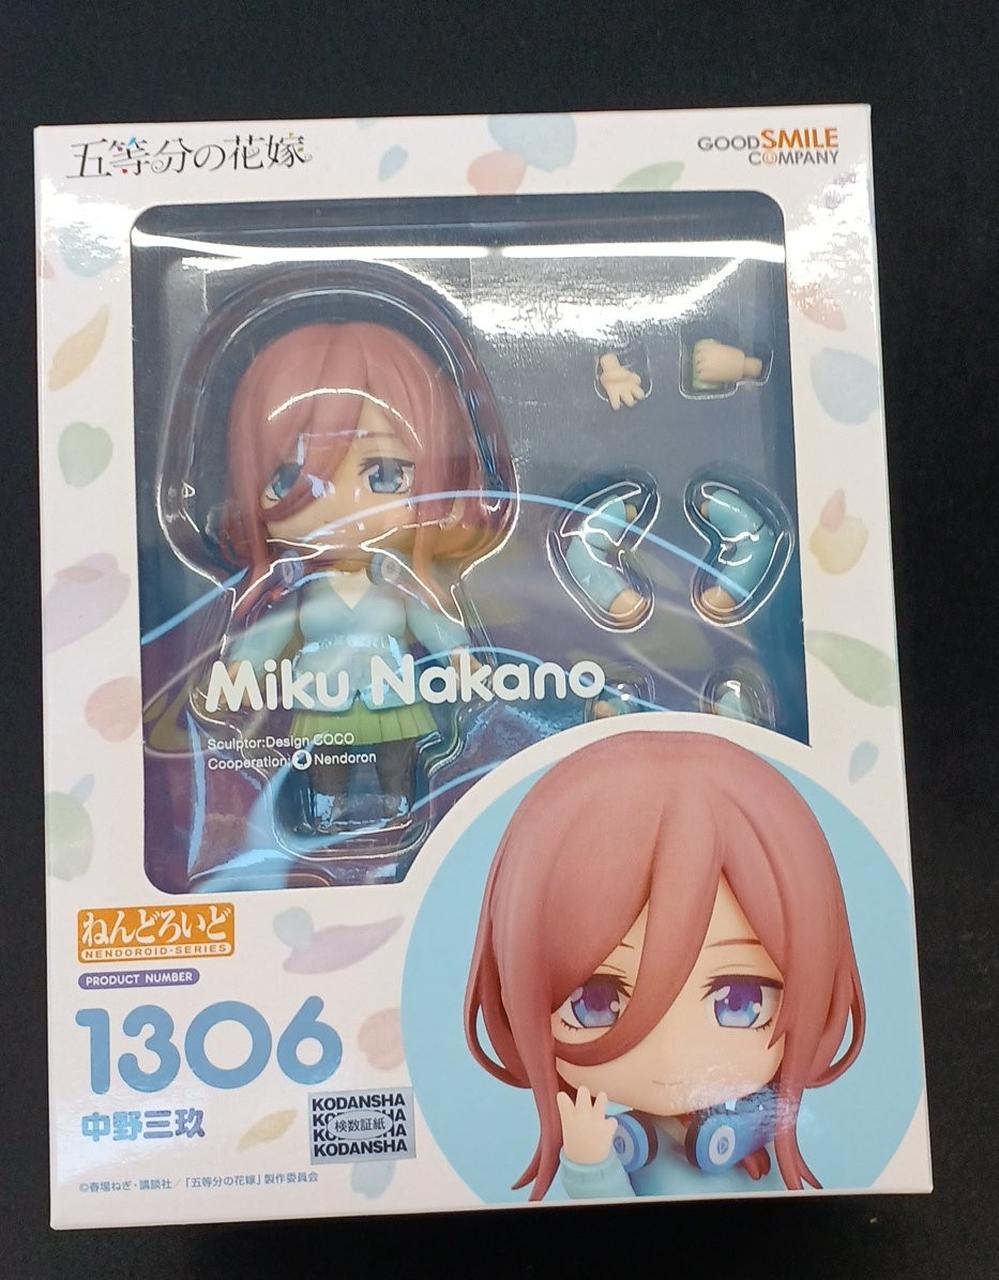 五等分の花嫁
GOODSMILE
COMPANY
Miku Nakano
Sculptor:Design COCO
Cooperation: Nendoron
ねんどろいど
NENDOROID-SERIES
PRODUCT NUMBER
1306
中野三玖
KODANSHA
検数証紙
KODANSHA
©春場ねぎ・講談社／「五等分の花嫁」製作委員会